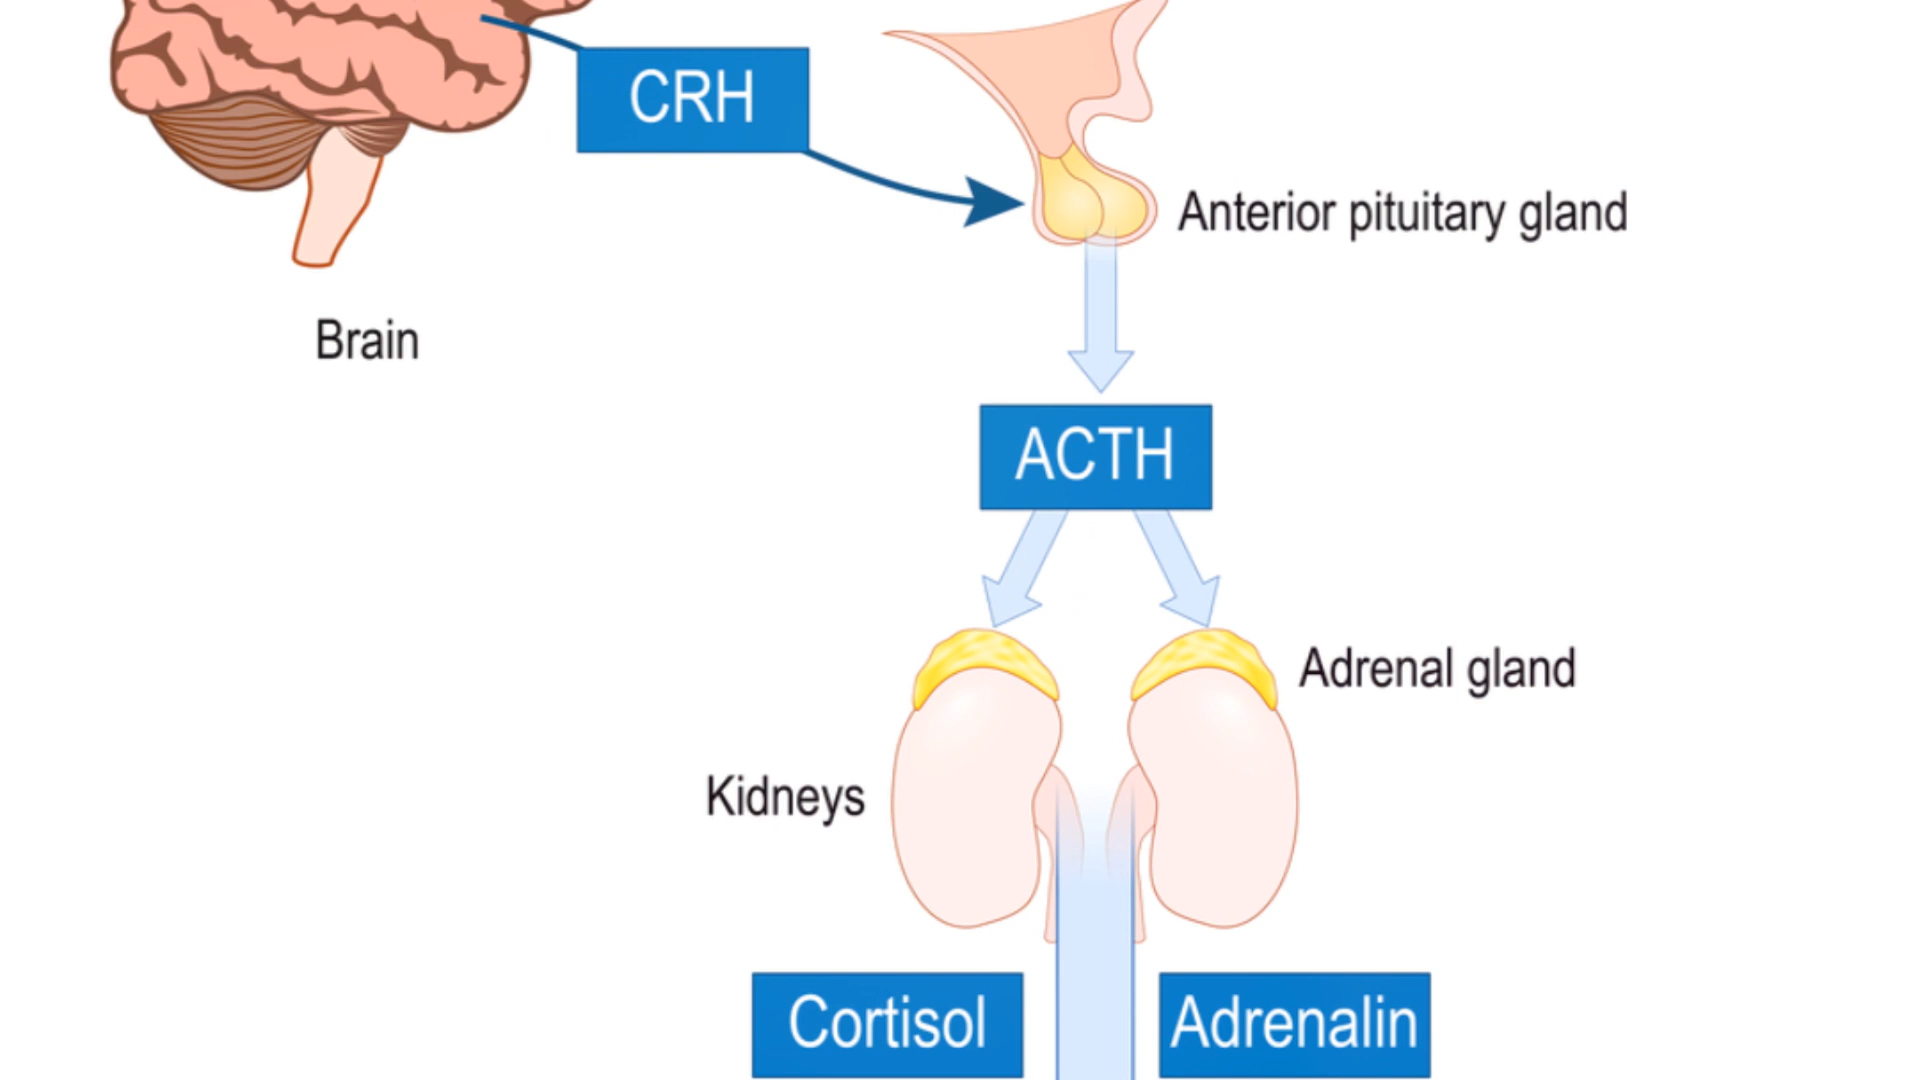 CRH
Anterior pituitary gland
Brain
ACTH
Adrenal gland
Kidneys
Cortisol
Adrenalin